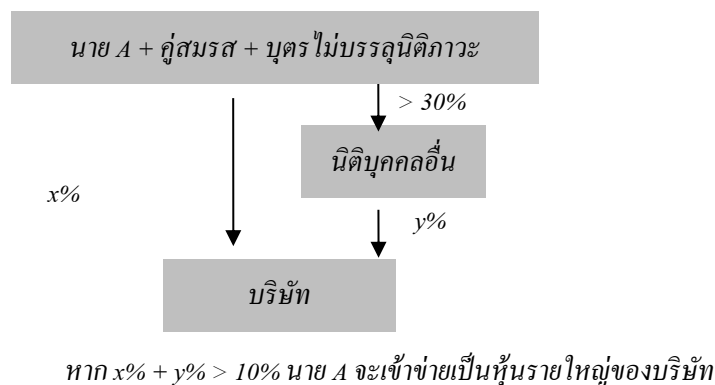 นาย A + คู่สมรส + บุตรไม่บรรลุนิติภาวะ
> 30%
นิติบุคคลอื่น
x%
y%
บริษัท
หาก x% + y% > 10% นาย A จะเข้าข่ายเป็นหุ้นรายใหญ่ของบริษัท